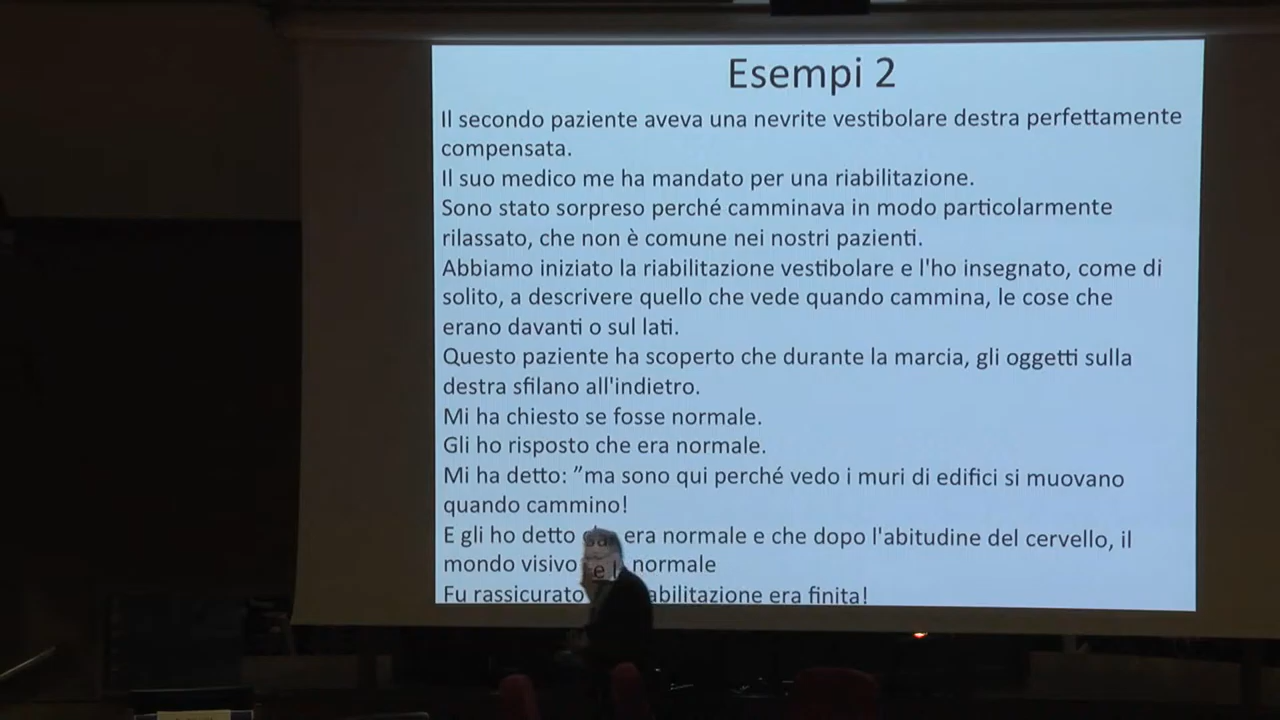 Esempi 2
Il secondo paziente aveva una nevrite vestibolare destra perfettamente
compensata.
Il suo medico me ha mandato per una riabilitazione.
Sono stato sorpreso perché camminava in modo particolarmente
rilassato, che non è comune nei nostri pazienti.
Abbiamo iniziato la riabilitazione vestibolare e l'ho insegnato, come di
solito, a descrivere quello che vede quando cammina, le cose che
erano davanti o sul lati.
Questo paziente ha scoperto che durante la marcia, gli oggetti sulla
destra sfilano all'indietro.
Mi ha chiesto se fosse normale.
Gli ho risposto che era normale.
Mi ha detto: ”ma sono qui perché vedo i muri di edifici si muovano
quando cammino!
E gli ho detto era normale e che dopo l'abitudine del cervello, il
mondo visivo normale
Fu rassicurato abilitazione era finita!